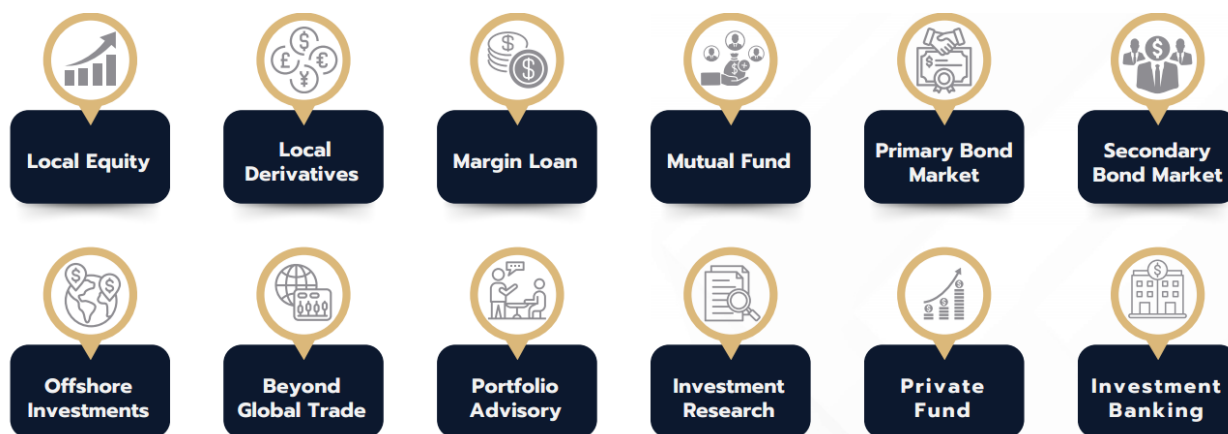 Local Equity
Local
Derivatives
Margin Loan
Mutual Fund
Primary Bond
Market
Secondary
Bond Market
Offshore
Investments
Beyond
Global Trade
Portfolio
Advisory
Investment
Research
Private
Fund
Investment
Banking